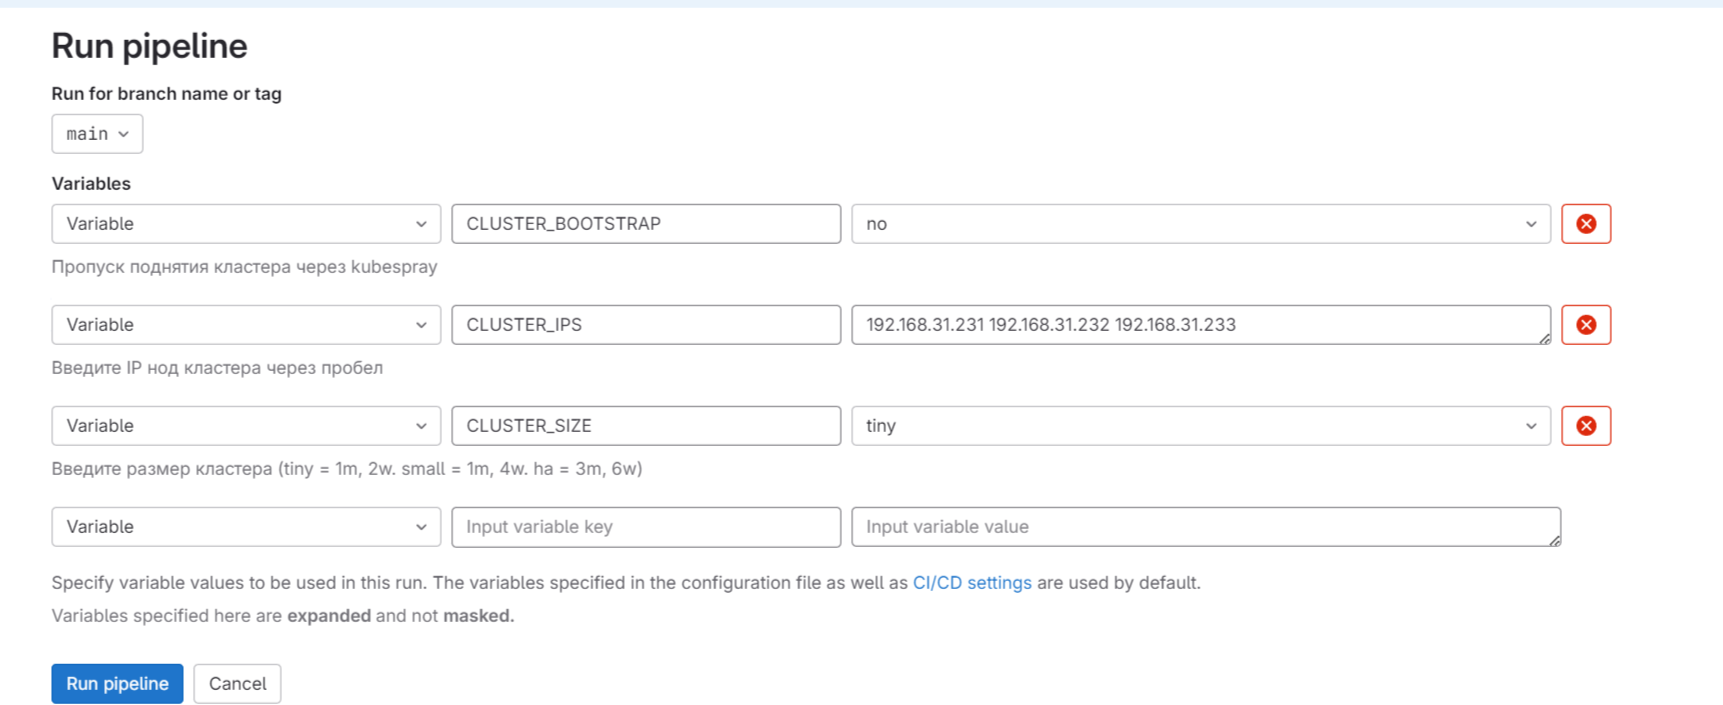 Run pipeline
Run for branch name or tag
main
Variables
Variable CLUSTER_BOOTSTRAP no
Пропуск поднятия кластера через kubespray
Variable CLUSTER_IPS 192.168.31.231 192.168.31.232 192.168.31.233
Введите IP нод кластера через пробел
Variable CLUSTER_SIZE tiny
Введите размер кластера (tiny = 1m, 2w. small = 1m, 4w. ha = 3m, 6w)
Variable Input variable key Input variable value
Specify variable values to be used in this run. The variables specified in the configuration file as well as CI/CD settings are used by default.
Variables specified here are expanded and not masked.
Run pipeline Cancel